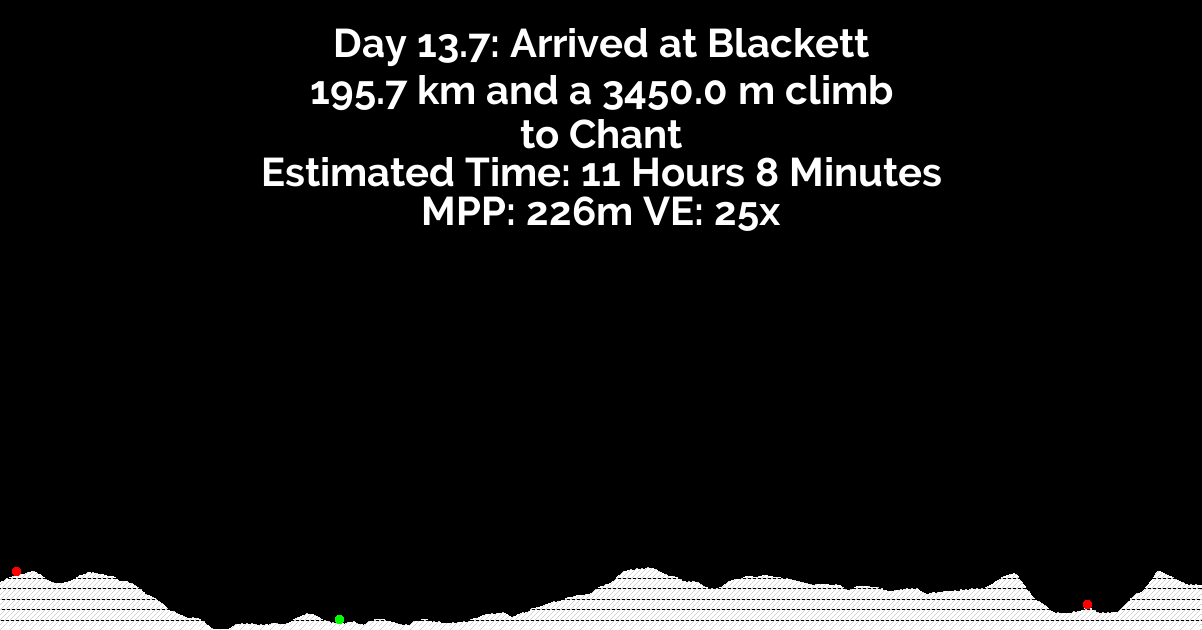 Day 13.7: Arrived at Blackett
195.7 km and a 3450.0 m climb
to Chant
Estimated Time: 11 Hours 8 Minutes
MPP: 226m VE: 25x